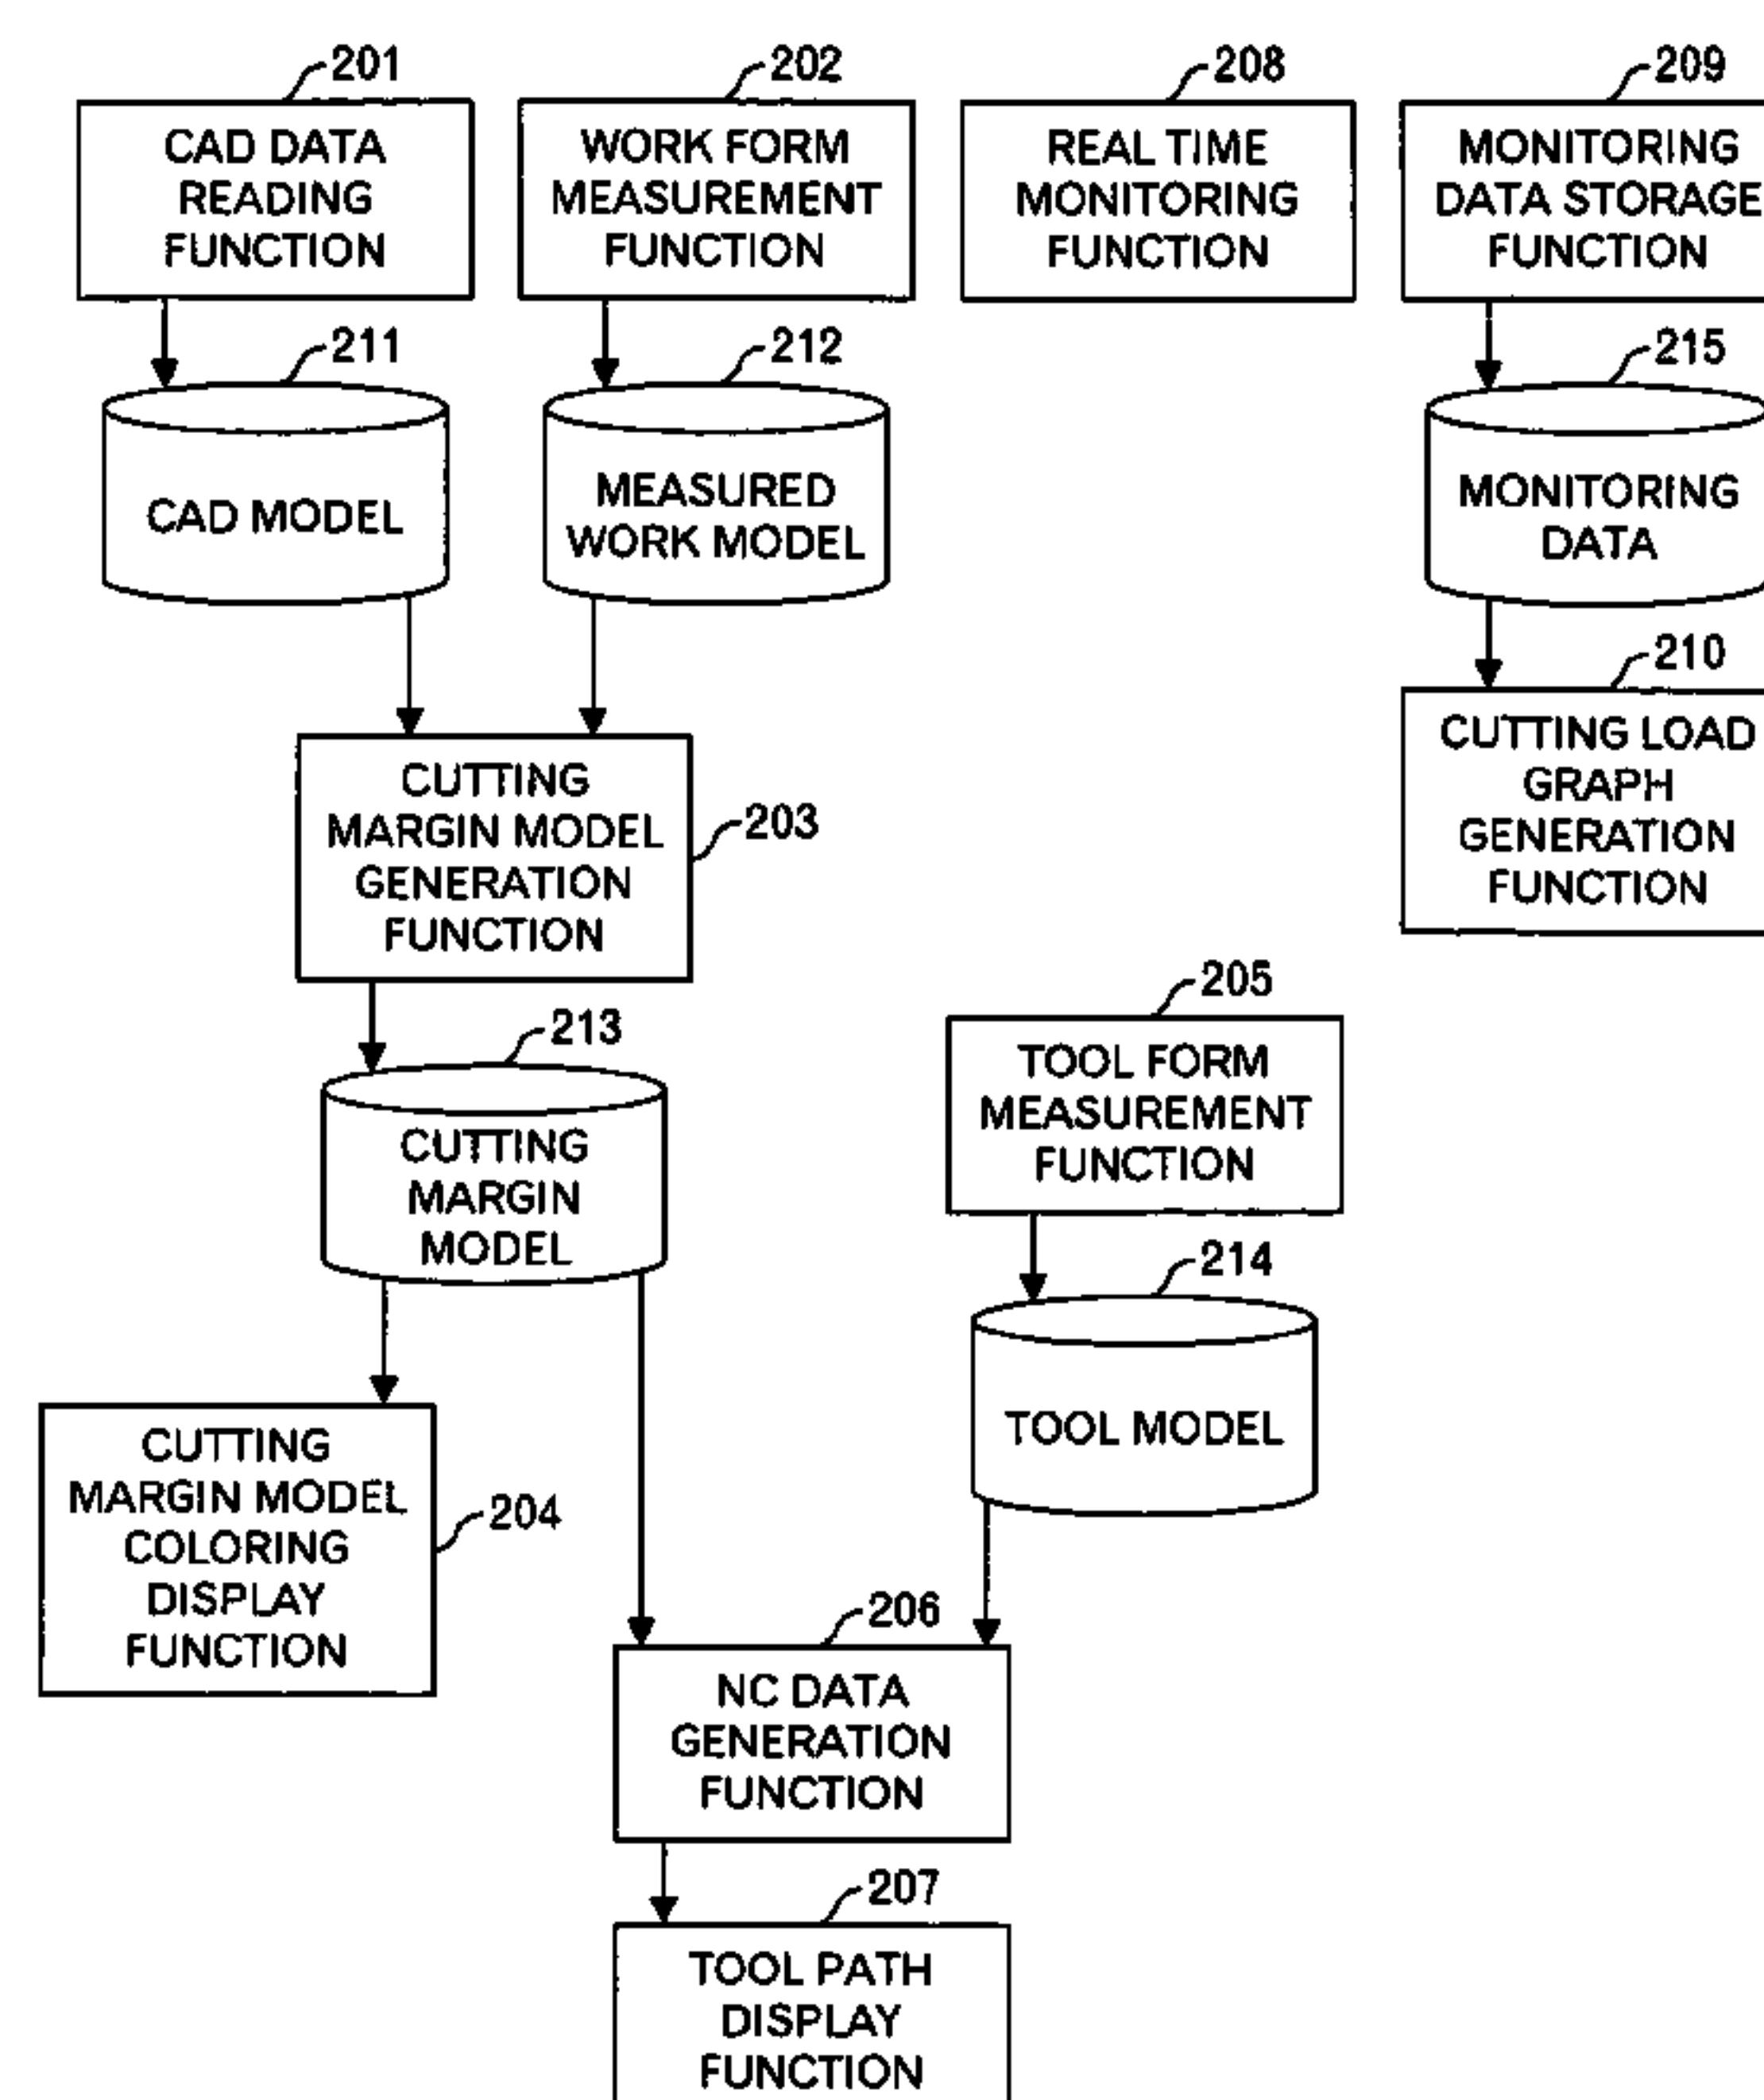 201
CAD DATA
READING
FUNCTION
202
WORK FORM
MEASUREMENT
FUNCTION
208
REAL TIME
MONITORING
FUNCTION
209
MONITORING
DATA STORAGE
FUNCTION
211
CAD MODEL
212
MEASURED
WORK MODEL
215
MONITORING
DATA
210
CUTTING LOAD
GRAPH
GENERATION
FUNCTION
CUTTING
MARGIN MODEL
GENERATION
FUNCTION
203
213
CUTTING
MARGIN
MODEL
205
TOOL FORM
MEASUREMENT
FUNCTION
214
TOOL MODEL
CUTTING
MARGIN MODEL
COLORING
DISPLAY
FUNCTION
204
206
NC DATA
GENERATION
FUNCTION
207
TOOL PATH
DISPLAY
FUNCTION